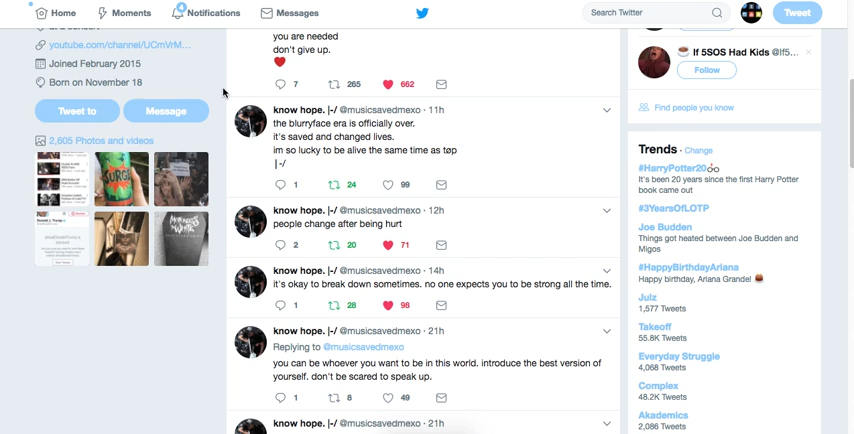 Home
Moments
4
Notifications
Messages
Search Twitter
Tweet
youtube.com/channel/UCmVrM...
Joined February 2015
Born on November 18
Tweet to
Message
2,605 Photos and videos
SURGE
you are needed
don't give up.
7 265 662
know hope. |-/ @musicsavedmexo · 11h
the blurryface era is officially over.
it's saved and changed lives.
im so lucky to be alive the same time as tøp
|-/
1 24 99
know hope. |-/ @musicsavedmexo · 12h
people change after being hurt
2 20 71
know hope. |-/ @musicsavedmexo · 14h
it's okay to break down sometimes. no one expects you to be strong all the time.
1 28 98
know hope. |-/ @musicsavedmexo · 21h
Replying to @musicsavedmexo
you can be whoever you want to be in this world. introduce the best version of
yourself. don't be scared to speak up.
1 8 49
know hope. |-/ @musicsavedmexo · 21h
If 5SOS Had Kids @If5...
Follow
Find people you know
Trends · Change
#HarryPotter20
It's been 20 years since the first Harry Potter
book came out
#3YearsOfLOTP
Joe Budden
Things got heated between Joe Budden and
Migos
#HappyBirthdayAriana
Happy birthday, Ariana Grande!
Julz
1,577 Tweets
Takeoff
55.8K Tweets
Everyday Struggle
4,068 Tweets
Complex
48.2K Tweets
Akademics
2,086 Tweets